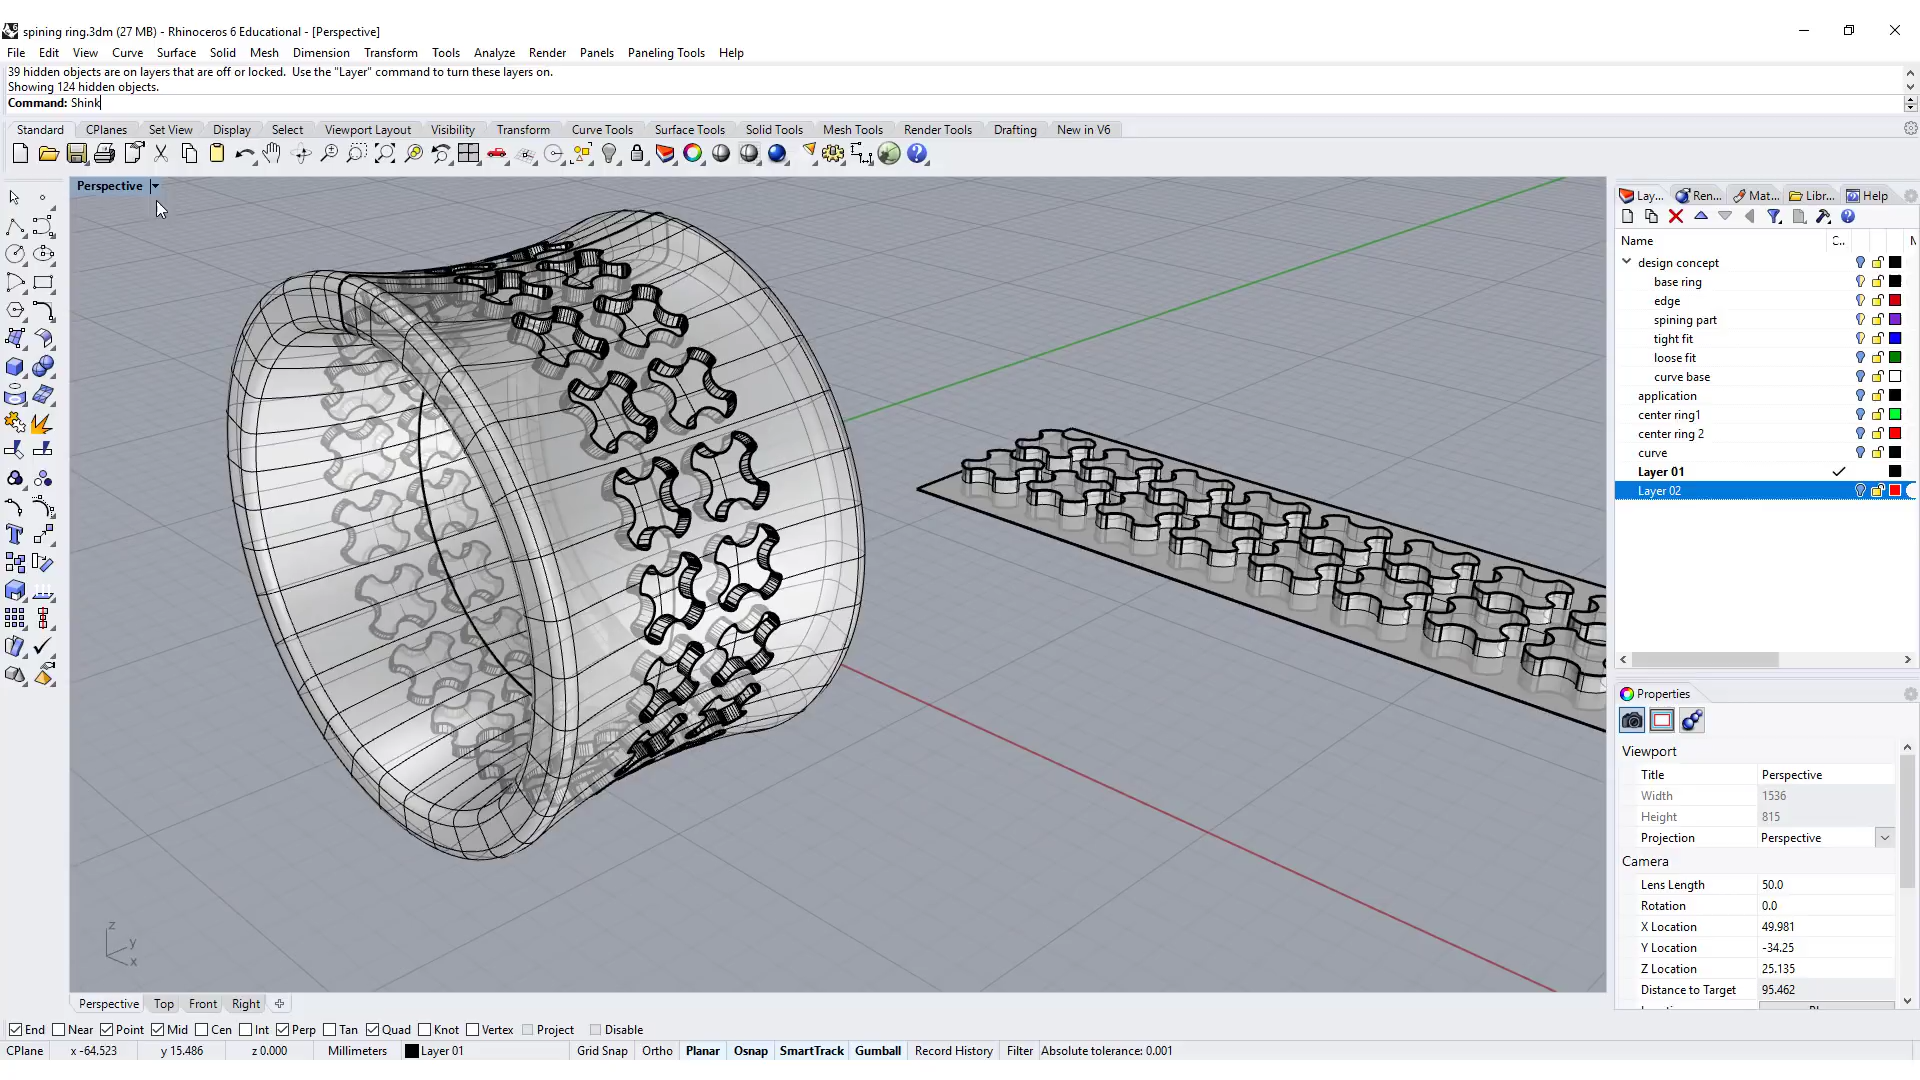 spining ring.3dm (27 MB) - Rhinoceros 6 Educational - [Perspective]
File Edit View Curve Surface Solid Mesh Dimension Transform Tools Analyze Render Panels Paneling Tools Help
39 hidden objects are on layers that are off or locked. Use the "Layer" command to turn these layers on.
Showing 124 hidden objects.
Command: Shink
Standard CPlanes Set View Display Select Viewport Layout Visibility Transform Curve Tools Surface Tools Solid Tools Mesh Tools Render Tools Drafting New in V6
Perspective
Lay... Ren... Mat... Libr... Help
Name C.. M
design concept
base ring
edge
spining part
tight fit
loose fit
curve base
application
center ring1
center ring 2
curve
Layer 01
Layer 02
Properties
Viewport
Title Perspective
Width 1536
Height 815
Projection Perspective
Camera
Lens Length 50.0
Rotation 0.0
X Location 49.981
Y Location -34.25
Z Location 25.135
Distance to Target 95.462
z
y
x
Perspective Top Front Right
End Near Point Mid Cen Int Perp Tan Quad Knot Vertex Project Disable
CPlane x -64.523 y 15.486 z 0.000 Millimeters Layer 01 Grid Snap Ortho Planar Osnap SmartTrack Gumball Record History Filter Absolute tolerance: 0.001